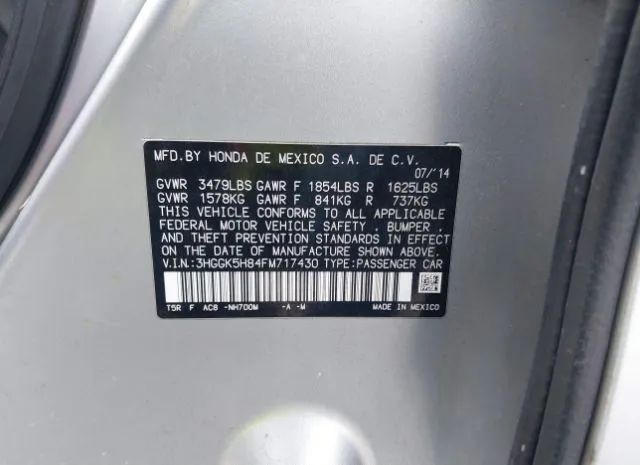 MFD.BY HONDA DE MEXICO S.A. DE C.V.
07/'14
GVWR 3479LBS GAWR F 1854LBS R 1625LBS
GVWR 1578KG GAWR F 841KG R 737KG
THIS VEHICLE CONFORMS TO ALL APPLICABLE
FEDERAL MOTOR VEHICLE SAFETY , BUMPER ,
AND THEFT PREVENTION STANDARDS IN EFFECT
ON THE DATE OF MANUFACTURE SHOWN ABOVE.
V.I.N.:3HGGK5H84FM717430 TYPE:PASSENGER CAR
T5R F AC8 -NH700M -A -M MADE IN MEXICO